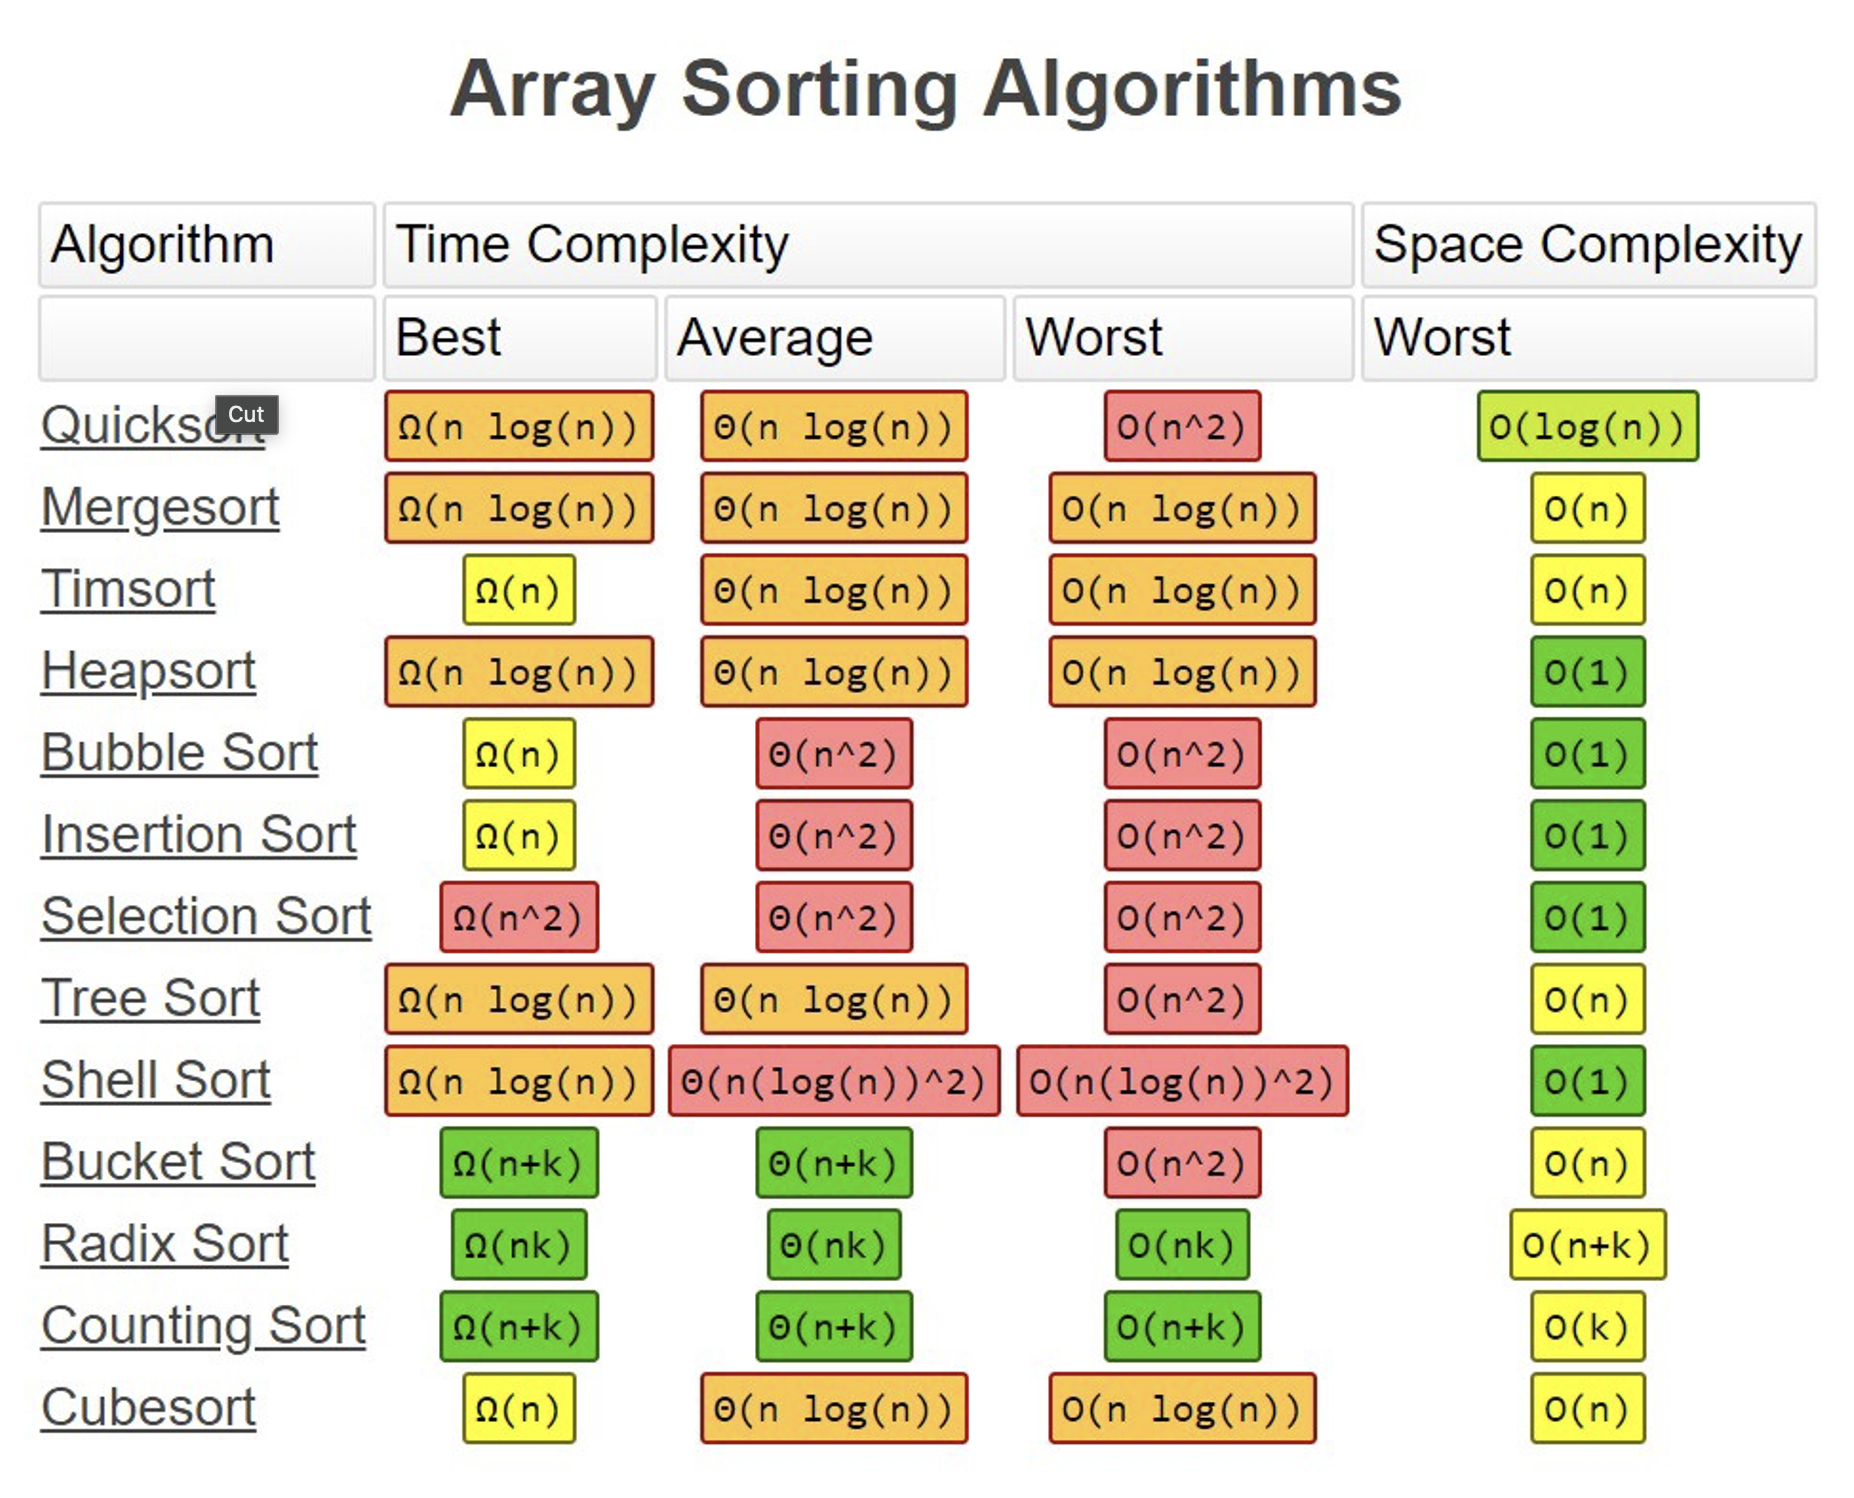 Array Sorting Algorithms
Algorithm Time Complexity Space Complexity
Best Average Worst Worst
Quicksort Ω(n log(n)) Θ(n log(n)) O(n^2) O(log(n))
Cut
Mergesort Ω(n log(n)) Θ(n log(n)) O(n log(n)) O(n)
Timsort Ω(n) Θ(n log(n)) O(n log(n)) O(n)
Heapsort Ω(n log(n)) Θ(n log(n)) O(n log(n)) O(1)
Bubble Sort Ω(n) Θ(n^2) O(n^2) O(1)
Insertion Sort Ω(n) Θ(n^2) O(n^2) O(1)
Selection Sort Ω(n^2) Θ(n^2) O(n^2) O(1)
Tree Sort Ω(n log(n)) Θ(n log(n)) O(n^2) O(n)
Shell Sort Ω(n log(n)) Θ(n(log(n))^2) O(n(log(n))^2) O(1)
Bucket Sort Ω(n+k) Θ(n+k) O(n^2) O(n)
Radix Sort Ω(nk) Θ(nk) O(nk) O(n+k)
Counting Sort Ω(n+k) Θ(n+k) O(n+k) O(k)
Cubesort Ω(n) Θ(n log(n)) O(n log(n)) O(n)